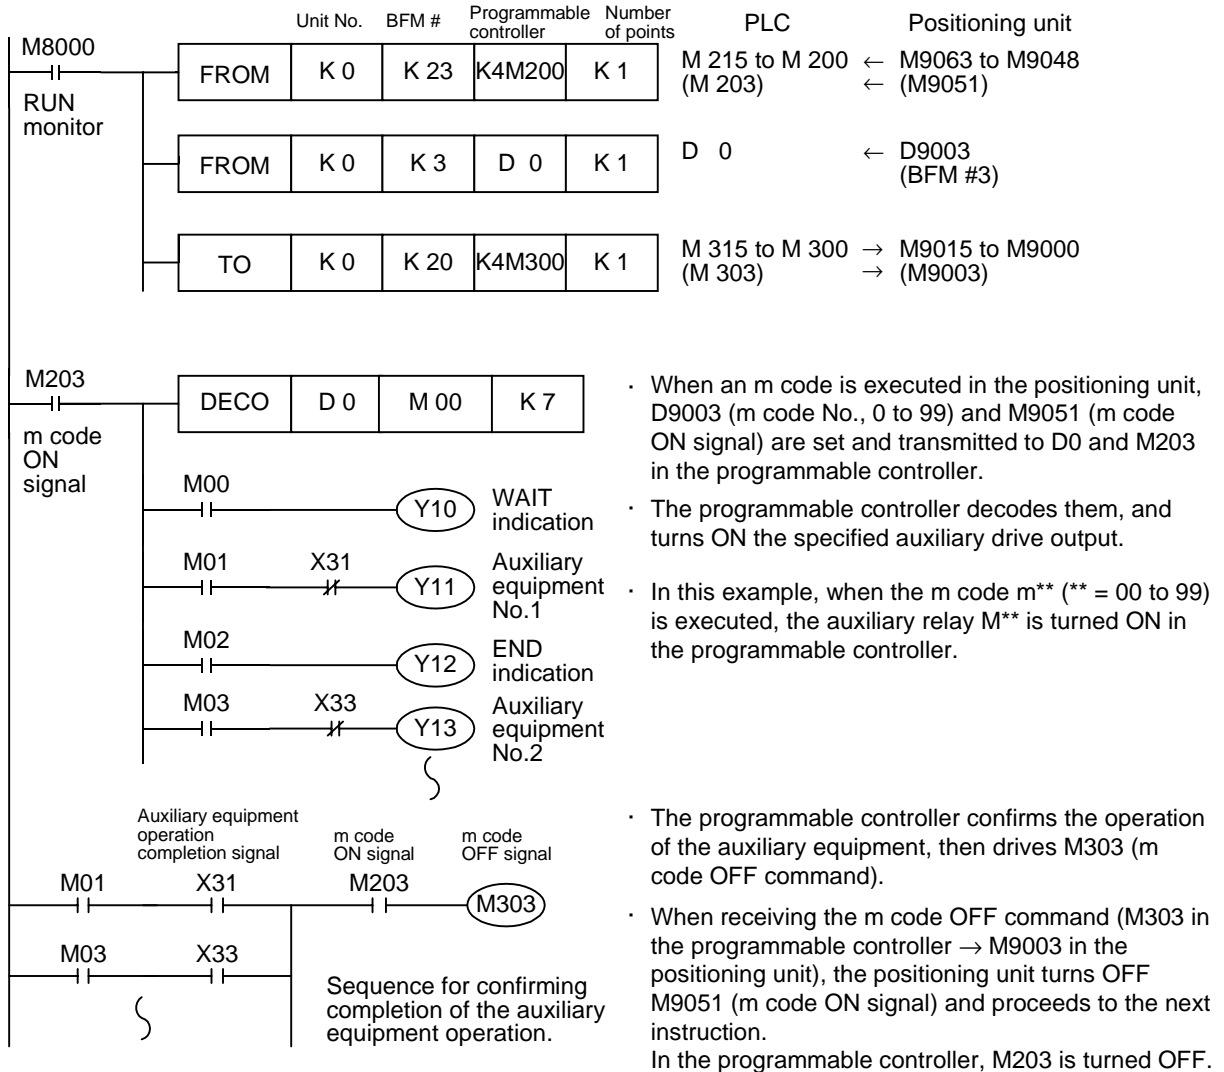 Unit No. BFM # Programmable controller Number of points PLC Positioning unit
M8000
RUN
monitor
FROM K 0 K 23 K4M200 K 1
M 215 to M 200 ← M9063 to M9048
(M 203) ← (M9051)
FROM K 0 K 3 D 0 K 1
D 0 ← D9003
(BFM #3)
TO K 0 K 20 K4M300 K 1
M 315 to M 300 → M9015 to M9000
(M 303) → (M9003)
M203
m code
ON
signal
DECO D 0 M 00 K 7
M00 Y10 WAIT
indication
M01 X31 Y11 Auxiliary
equipment
No.1
M02 Y12 END
indication
M03 X33 Y13 Auxiliary
equipment
No.2
· When an m code is executed in the positioning unit,
D9003 (m code No., 0 to 99) and M9051 (m code
ON signal) are set and transmitted to D0 and M203
in the programmable controller.
· The programmable controller decodes them, and
turns ON the specified auxiliary drive output.
· In this example, when the m code m** (** = 00 to 99)
is executed, the auxiliary relay M** is turned ON in
the programmable controller.
Auxiliary equipment
operation
completion signal
m code
ON signal
m code
OFF signal
M01 X31 M203 M303
M03 X33
Sequence for confirming
completion of the auxiliary
equipment operation.
· The programmable controller confirms the operation
of the auxiliary equipment, then drives M303 (m
code OFF command).
· When receiving the m code OFF command (M303 in
the programmable controller → M9003 in the
positioning unit), the positioning unit turns OFF
M9051 (m code ON signal) and proceeds to the next
instruction.
In the programmable controller, M203 is turned OFF.